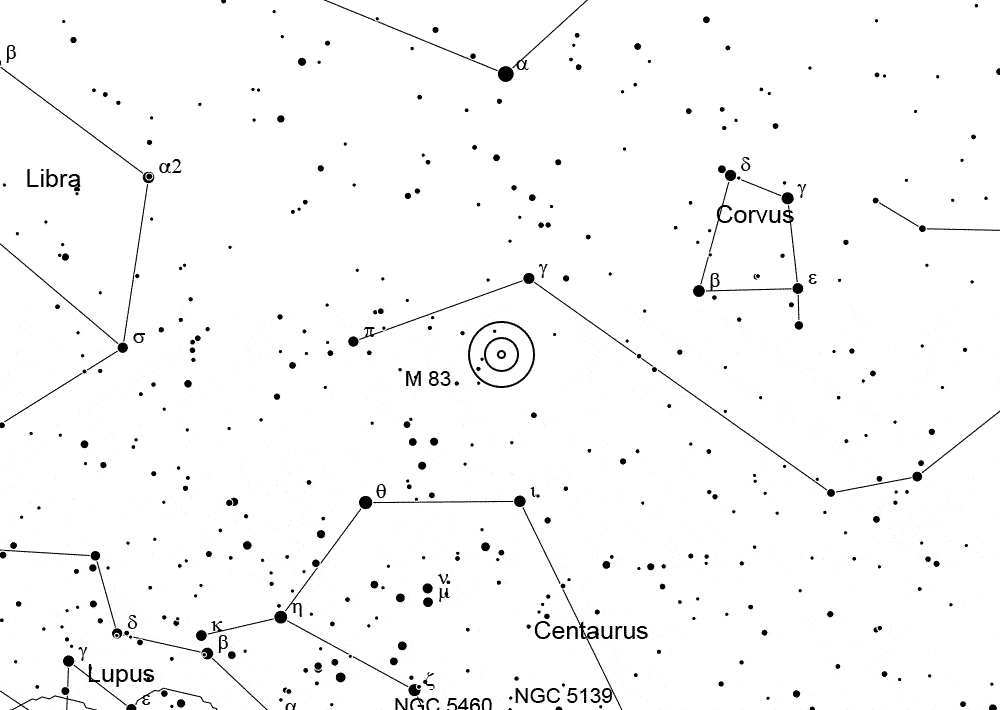 α
β
α2
Libra
δ
γ
Corvus
γ
β
ε
π
σ
M 83
θ
ι
ν
μ
η
κ
β
δ
γ
Centaurus
Lupus
ζ
ε
α
NGC 5460
NGC 5139